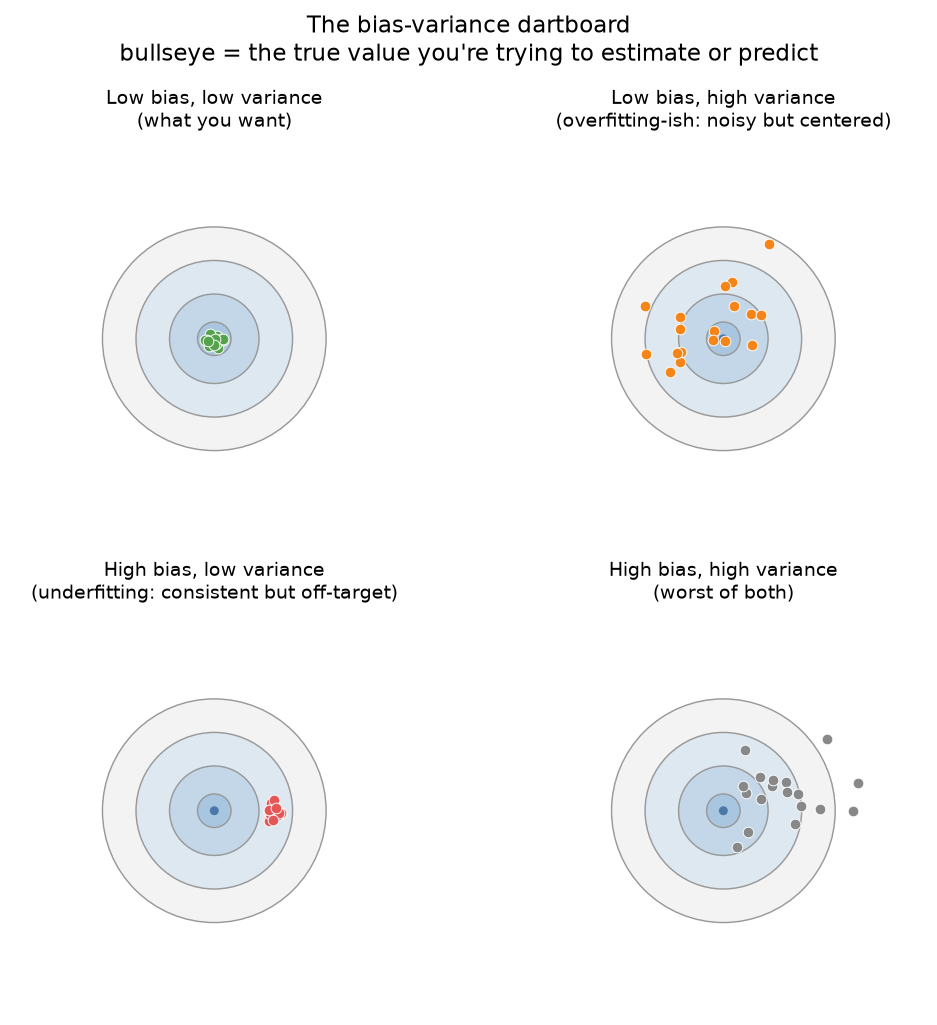 The bias-variance dartboard
bullseye = the true value you're trying to estimate or predict
Low bias, low variance
(what you want)
Low bias, high variance
(overfitting-ish: noisy but centered)
High bias, low variance
(underfitting: consistent but off-target)
High bias, high variance
(worst of both)